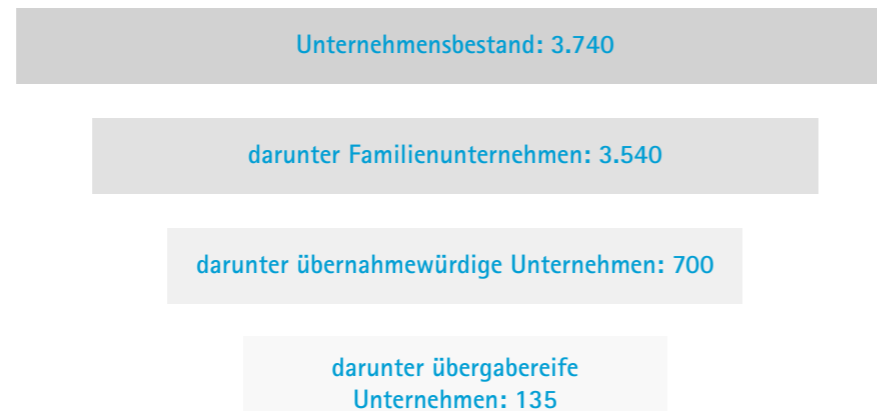 Unternehmensbestand: 3.740
darunter Familienunternehmen: 3.540
darunter übernahmewürdige Unternehmen: 700
darunter übergabereife
Unternehmen: 135